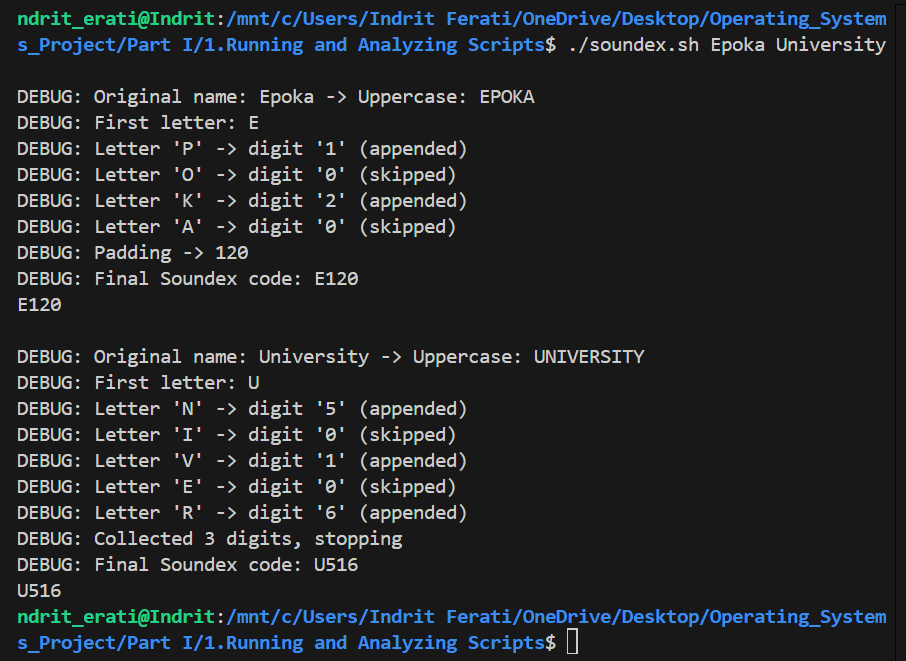 ndrit_erati@Indrit:/mnt/c/Users/Indrit Ferati/OneDrive/Desktop/Operating_System
s_Project/Part I/1.Running and Analyzing Scripts$ ./soundex.sh Epoka University

DEBUG: Original name: Epoka -> Uppercase: EPOKA
DEBUG: First letter: E
DEBUG: Letter 'P' -> digit '1' (appended)
DEBUG: Letter 'O' -> digit '0' (skipped)
DEBUG: Letter 'K' -> digit '2' (appended)
DEBUG: Letter 'A' -> digit '0' (skipped)
DEBUG: Padding -> 120
DEBUG: Final Soundex code: E120
E120

DEBUG: Original name: University -> Uppercase: UNIVERSITY
DEBUG: First letter: U
DEBUG: Letter 'N' -> digit '5' (appended)
DEBUG: Letter 'I' -> digit '0' (skipped)
DEBUG: Letter 'V' -> digit '1' (appended)
DEBUG: Letter 'E' -> digit '0' (skipped)
DEBUG: Letter 'R' -> digit '6' (appended)
DEBUG: Collected 3 digits, stopping
DEBUG: Final Soundex code: U516
U516
ndrit_erati@Indrit:/mnt/c/Users/Indrit Ferati/OneDrive/Desktop/Operating_System
s_Project/Part I/1.Running and Analyzing Scripts$